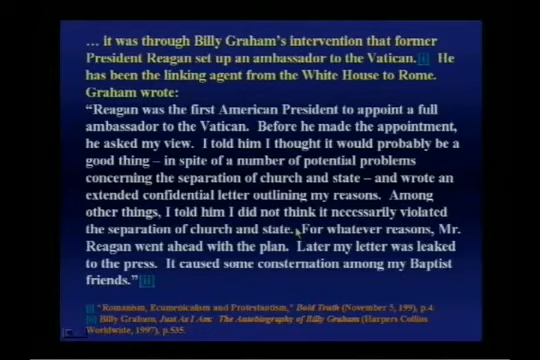 … it was through Billy Graham's intervention that former
President Reagan set up an ambassador to the Vatican.[i] He
has been the linking agent from the White House to Rome.
Graham wrote:
"Reagan was the first American President to appoint a full
ambassador to the Vatican. Before he made the appointment,
he asked my view. I told him I thought it would probably be a
good thing – in spite of a number of potential problems
concerning the separation of church and state – and wrote an
extended confidential letter outlining my reasons. Among
other things, I told him I did not think it necessarily violated
the separation of church and state. For whatever reasons, Mr.
Reagan went ahead with the plan. Later my letter was leaked
to the press. It caused some consternation among my Baptist
friends."[ii]
[i] "Romanism, Ecumenicalism and Protestantism," Bold Truth (November 5, 199), p.4.
[ii] Billy Graham, Just As I Am: The Autobiography of Billy Graham (Harpers Collins
Worldwide, 1997), p.535.